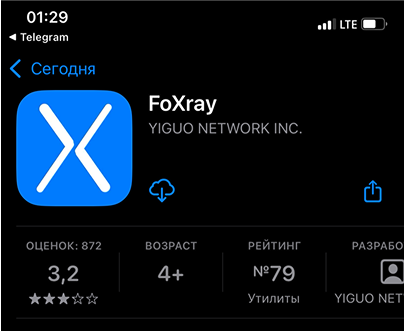 01:29
LTE
◀ Telegram
Сегодня
FoXray
YIGUO NETWORK INC.
ОЦЕНОК: 872
ВОЗРАСТ
РЕЙТИНГ
РАЗРАБО
3,2
4+
№79
★★★☆☆
Утилиты
YIGUO NET